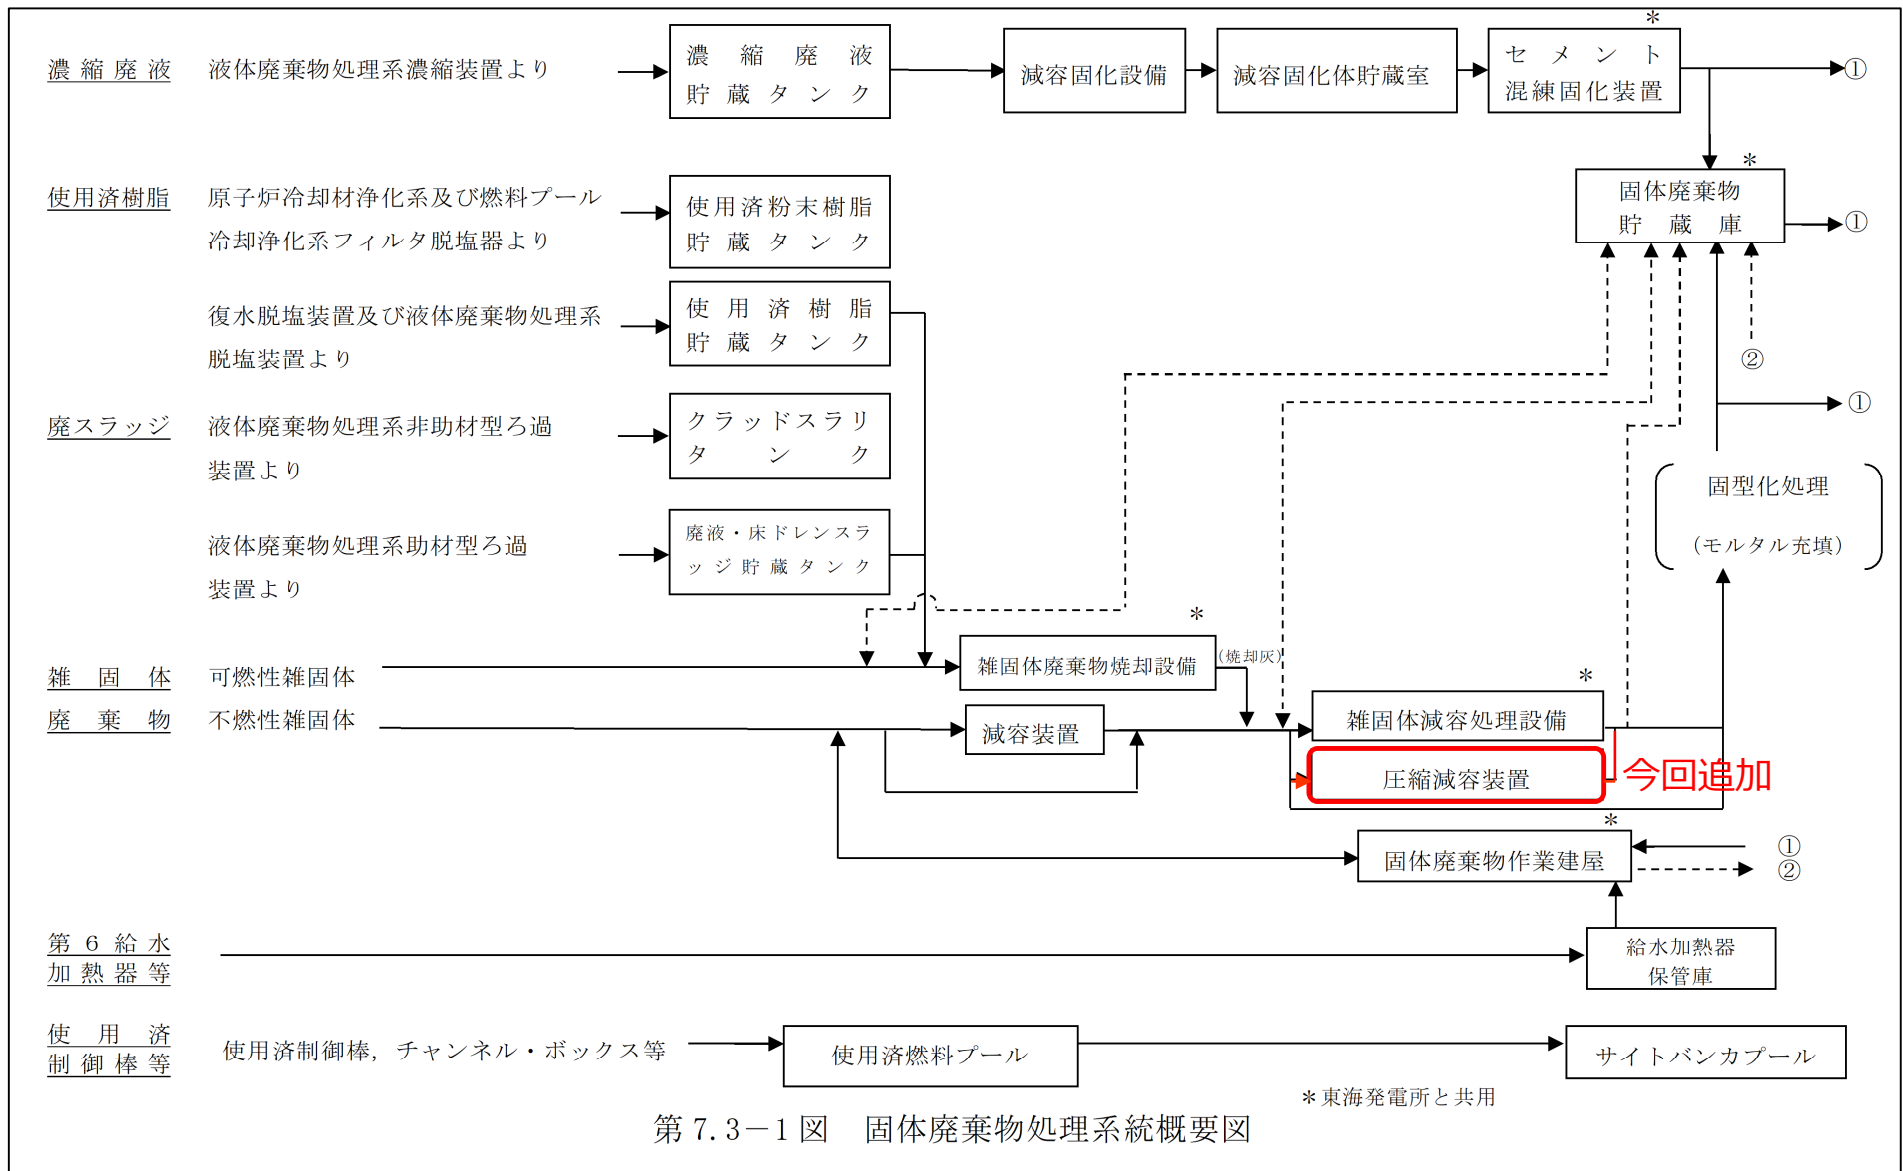 濃縮廃液　液体廃棄物処理系濃縮装置より
濃縮廃液
貯蔵タンク
減容固化設備
減容固化体貯蔵室
*
セメント
混練固化装置
①
使用済樹脂　原子炉冷却材浄化系及び燃料プール
冷却浄化系フィルタ脱塩器より
使用済粉末樹脂
貯蔵タンク
*
固体廃棄物
貯蔵庫
①
復水脱塩装置及び液体廃棄物処理系
脱塩装置より
使用済樹脂
貯蔵タンク
②
①
廃スラッジ　液体廃棄物処理系非助材型ろ過
装置より
クラッドスラリ
タンク
固型化処理
(モルタル充填)
液体廃棄物処理系助材型ろ過
装置より
廃液・床ドレンスラ
ッジ貯蔵タンク
雑固体　可燃性雑固体
廃棄物　不燃性雑固体
*
雑固体廃棄物焼却設備
(焼却灰)
減容装置
*
雑固体減容処理設備
圧縮減容装置
今回追加
*
固体廃棄物作業建屋
①
②
第6給水
加熱器等
給水加熱器
保管庫
使用済
制御棒等
使用済制御棒，チャンネル・ボックス等
使用済燃料プール
サイトバンカプール
*東海発電所と共用
第7.3－1図　固体廃棄物処理系統概要図